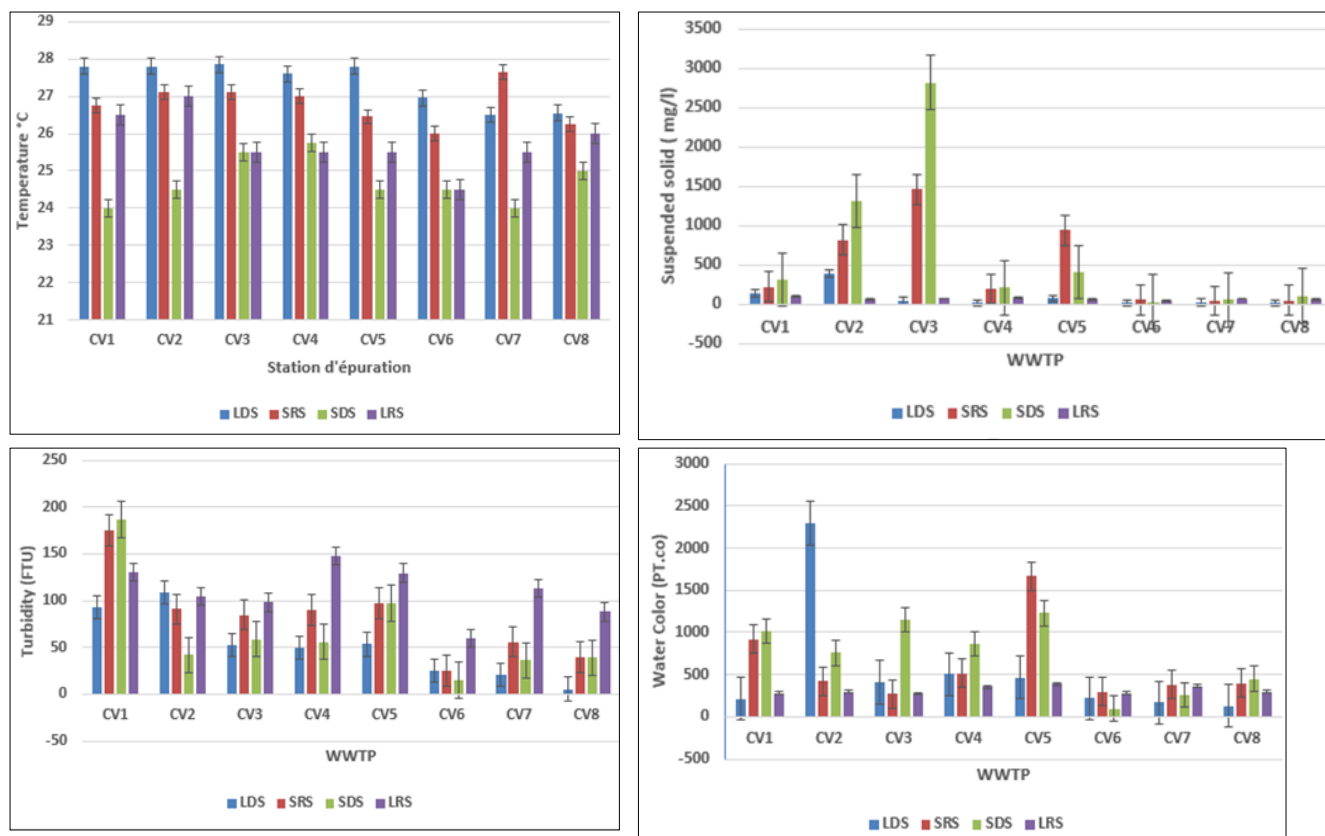 29
28
27
26
25
24
23
22
21
Temperature °C
CV1 CV2 CV3 CV4 CV5 CV6 CV7 CV8
Station d'épuration
LDS SRS SDS LRS
3500
3000
2500
2000
1500
1000
500
0
-500
Suspended solid ( mg/l)
CV1 CV2 CV3 CV4 CV5 CV6 CV7 CV8
WWTP
LDS SRS SDS LRS
250
200
150
100
50
0
-50
Turbidity (FTU)
CV1 CV2 CV3 CV4 CV5 CV6 CV7 CV8
WWTP
LDS SRS SDS LRS
3000
2500
2000
1500
1000
500
0
-500
Water Color (PT.co)
CV1 CV2 CV3 CV4 CV5 CV6 CV7 CV8
WWTP
LDS SRS SDS LRS